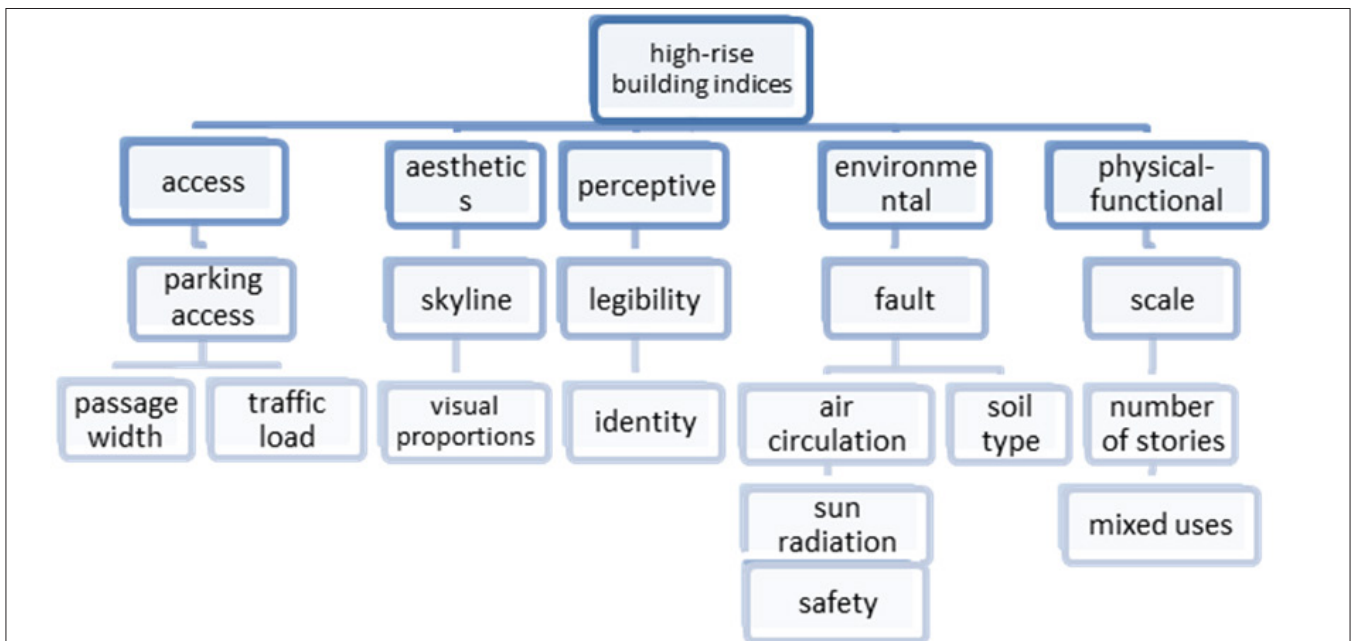 high-rise
building indices
access
aesthetic
s
perceptive
environme
ntal
physical-
functional
parking
access
skyline
legibility
fault
scale
passage
width
traffic
load
visual
proportions
identity
air
circulation
soil
type
number
of stories
sun
radiation
mixed uses
safety